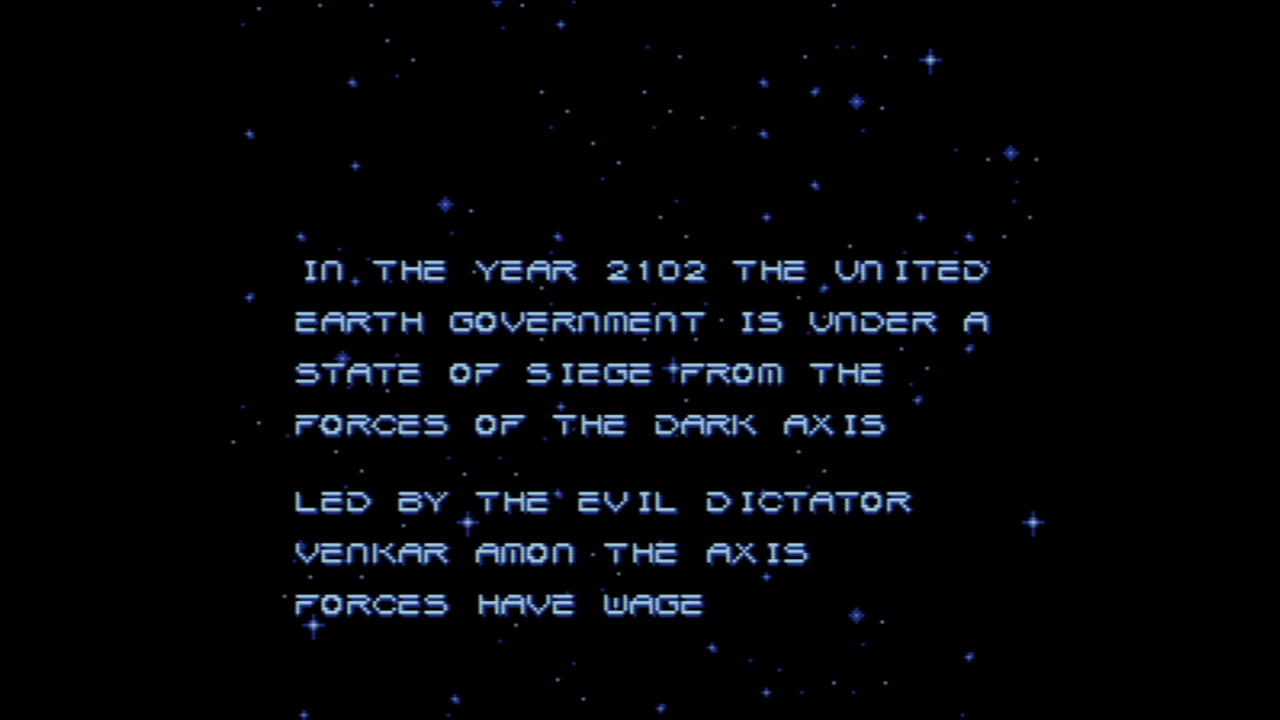 IN THE YEAR 2102 THE UNITED
EARTH GOVERNMENT IS UNDER A
STATE OF SIEGE FROM THE
FORCES OF THE DARK AXIS
LED BY THE EVIL DICTATOR
VENKAR AMON THE AXIS
FORCES HAVE WAGE